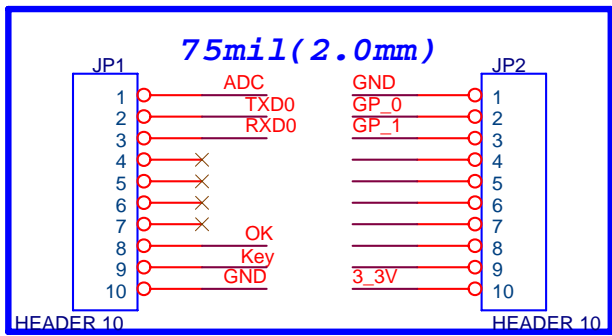 75mil(2.0mm)
JP1 JP2
ADC GND
1 1
TXD0 GP_0
2 2
RXD0 GP_1
3 3
4 4
5 5
6 6
7 7
OK
8 8
Key
9 9
GND 3_3V
10 10
HEADER 10 HEADER 10